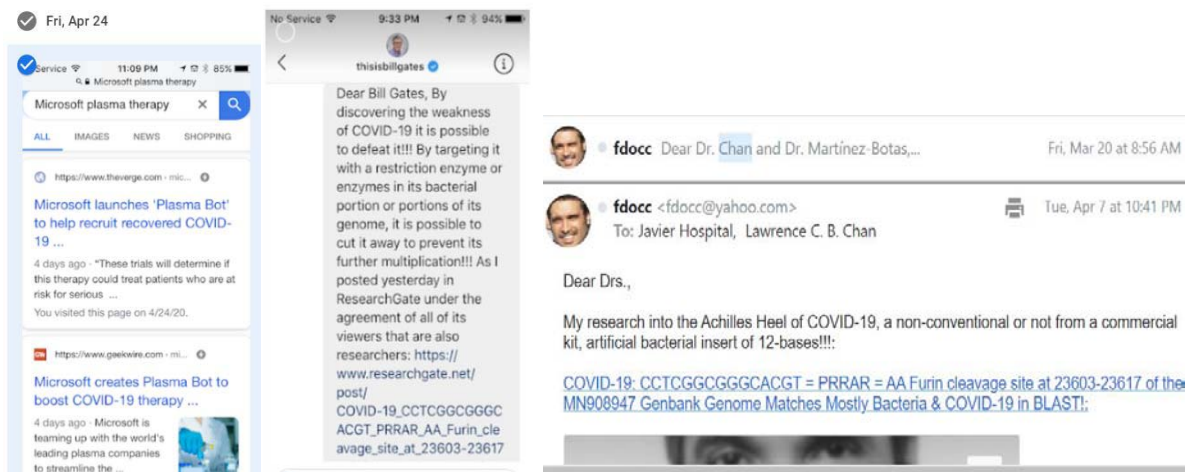 Fri, Apr 24
Service 11:09 PM 85%
Microsoft plasma therapy
Microsoft plasma therapy
ALL IMAGES NEWS SHOPPING
https://www.theverge.com › mic...
Microsoft launches 'Plasma Bot'
to help recruit recovered COVID-
19 ...
4 days ago · "These trials will determine if
this therapy could treat patients who are at
risk for serious ...
You visited this page on 4/24/20.
https://www.geekwire.com › mi...
Microsoft creates Plasma Bot to
boost COVID-19 therapy ...
4 days ago · Microsoft is
teaming up with the world's
leading plasma companies
to streamline the ...
No Service 9:33 PM 94%
thisisbillgates
Dear Bill Gates, By
discovering the weakness
of COVID-19 it is possible
to defeat it!!! By targeting it
with a restriction enzyme or
enzymes in its bacterial
portion or portions of its
genome, it is possible to
cut it away to prevent its
further multiplication!!! As I
posted yesterday in
ResearchGate under the
agreement of all of its
viewers that are also
researchers: https://
www.researchgate.net/
post/
COVID-19_CCTCGGCGGGC
ACGT_PRRAR_AA_Furin_cle
avage_site_at_23603-23617
fdocc Dear Dr. Chan and Dr. Martínez-Botas,... Fri, Mar 20 at 8:56 AM
fdocc <fdocc@yahoo.com> Tue, Apr 7 at 10:41 PM
To: Javier Hospital, Lawrence C. B. Chan
Dear Drs.,
My research into the Achilles Heel of COVID-19, a non-conventional or not from a commercial
kit, artificial bacterial insert of 12-bases!!!:
COVID-19: CCTCGGCGGGCACGT = PRRAR = AA Furin cleavage site at 23603-23617 of the
MN908947 Genbank Genome Matches Mostly Bacteria & COVID-19 in BLAST!: